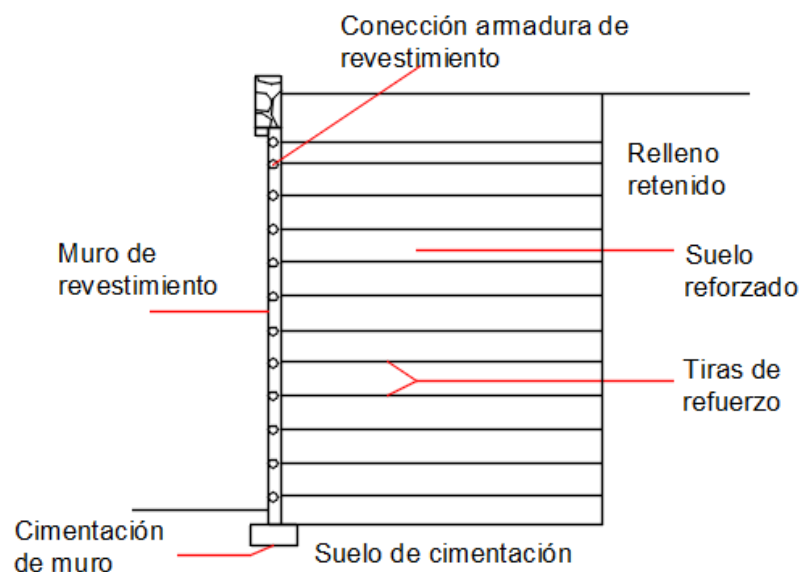 Conección armadura de
revestimiento
Relleno
retenido
Muro de
revestimiento
Suelo
reforzado
Tiras de
refuerzo
Cimentación
de muro
Suelo de cimentación